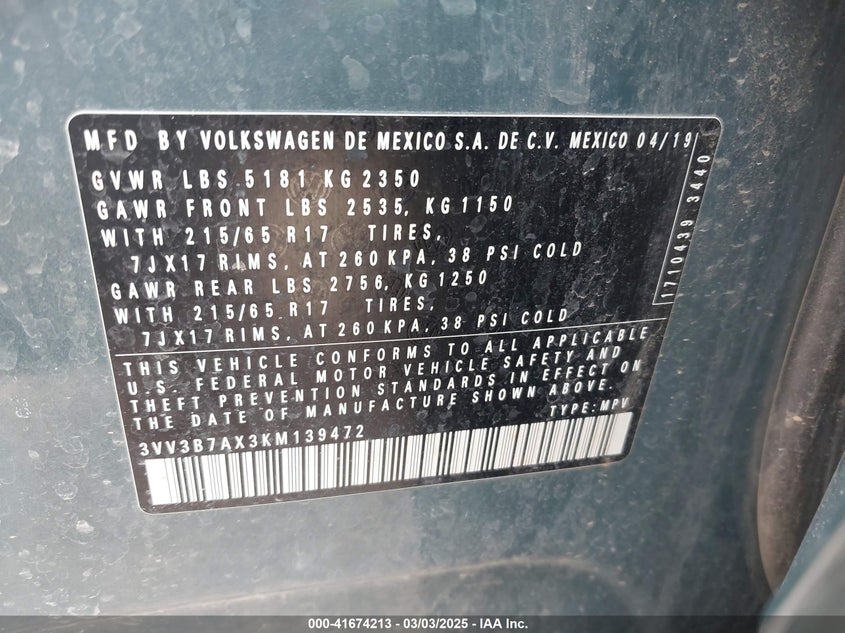 MFD BY VOLKSWAGEN DE MEXICO S.A. DE C.V. MEXICO 04/19
GVWR LBS 5181 KG 2350
GAWR FRONT LBS 2535, KG 1150
WITH 215/65 R17 TIRES,
7JX17 RIMS, AT 260 KPA, 38 PSI COLD
GAWR REAR LBS 2756, KG 1250
WITH 215/65 R17 TIRES,
7JX17 RIMS, AT 260 KPA, 38 PSI COLD
1710439 3440
THIS VEHICLE CONFORMS TO ALL APPLICABLE
U.S. FEDERAL MOTOR VEHICLE SAFETY AND
THEFT PREVENTION STANDARDS IN EFFECT ON
THE DATE OF MANUFACTURE SHOWN ABOVE.
3VV3B7AX3KM139472 TYPE: MPV
000-41674213 - 03/03/2025 - IAA Inc.